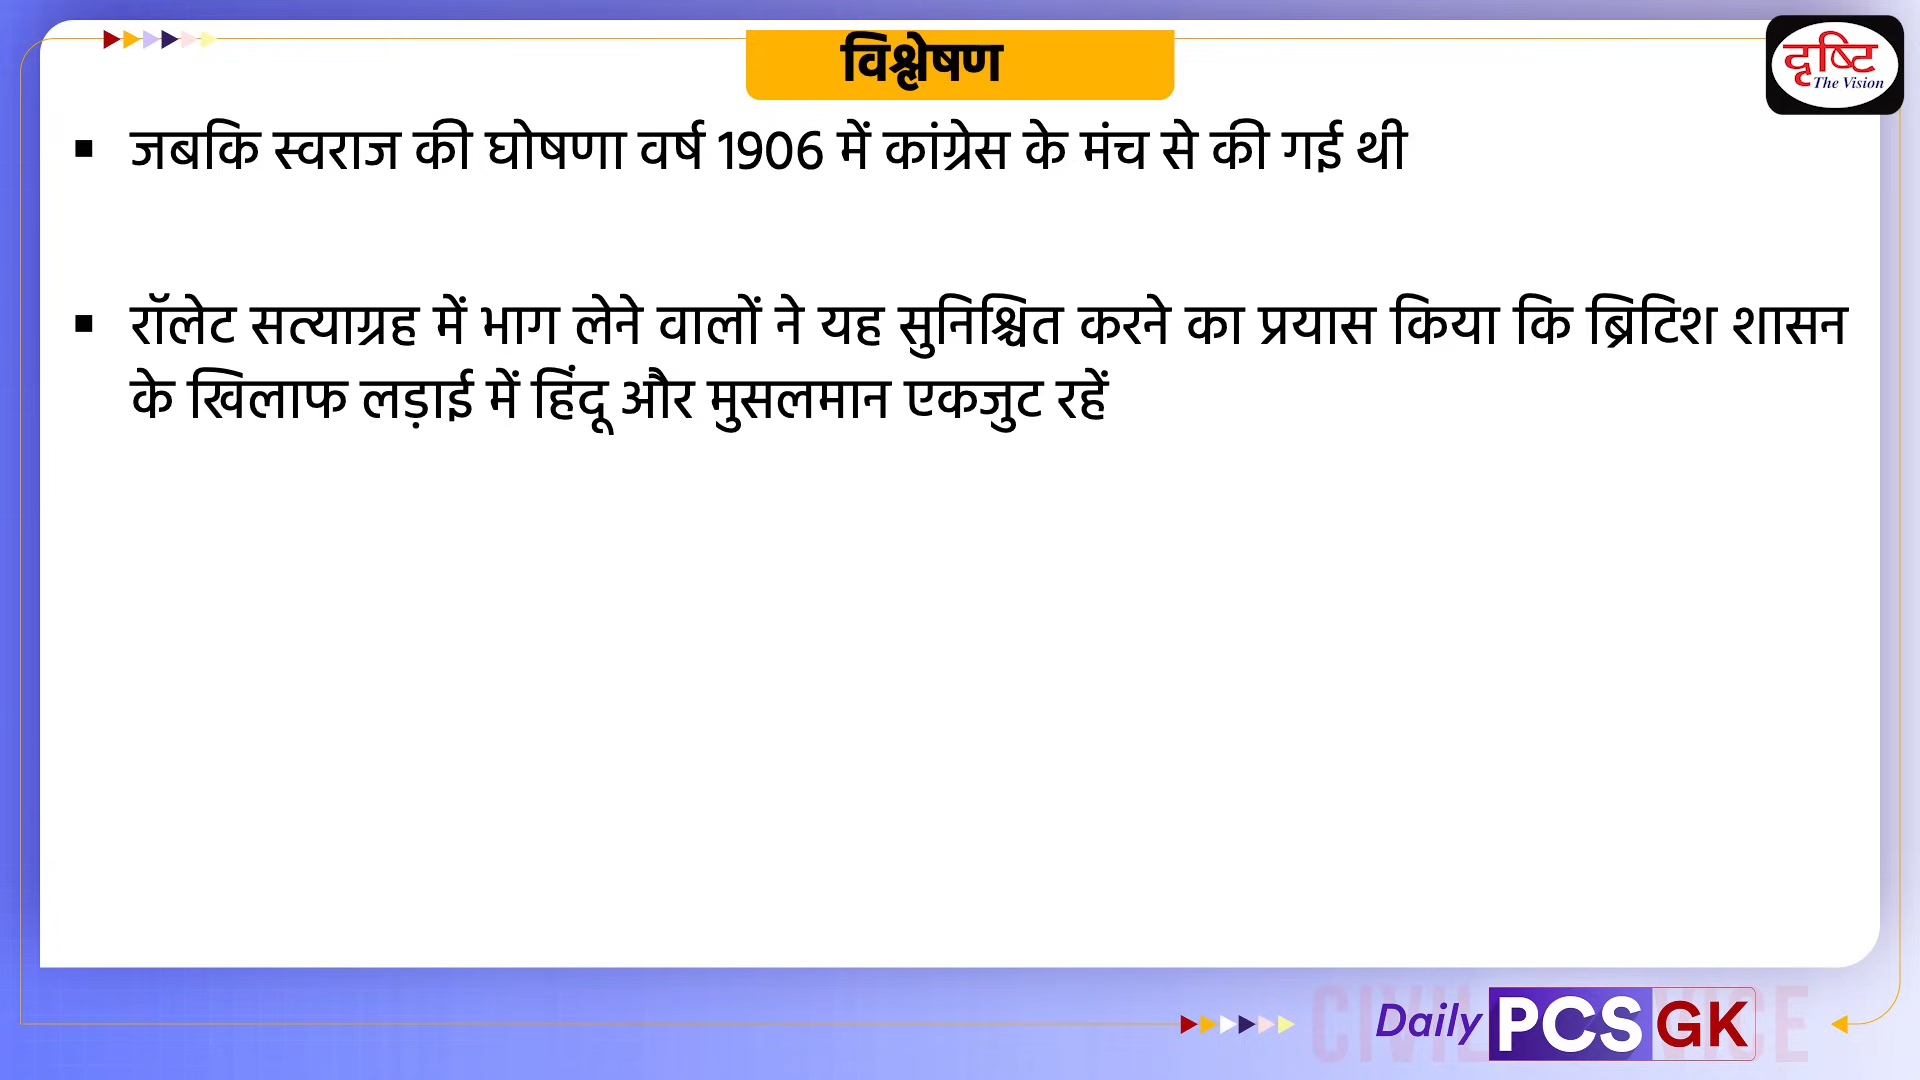 विश्लेषण
दृष्टि
The Vision
▪ जबकि स्वराज की घोषणा वर्ष 1906 में कांग्रेस के मंच से की गई थी
▪ रॉलेट सत्याग्रह में भाग लेने वालों ने यह सुनिश्चित करने का प्रयास किया कि ब्रिटिश शासन
के खिलाफ लड़ाई में हिंदू और मुसलमान एकजुट रहें
Daily PCS GK